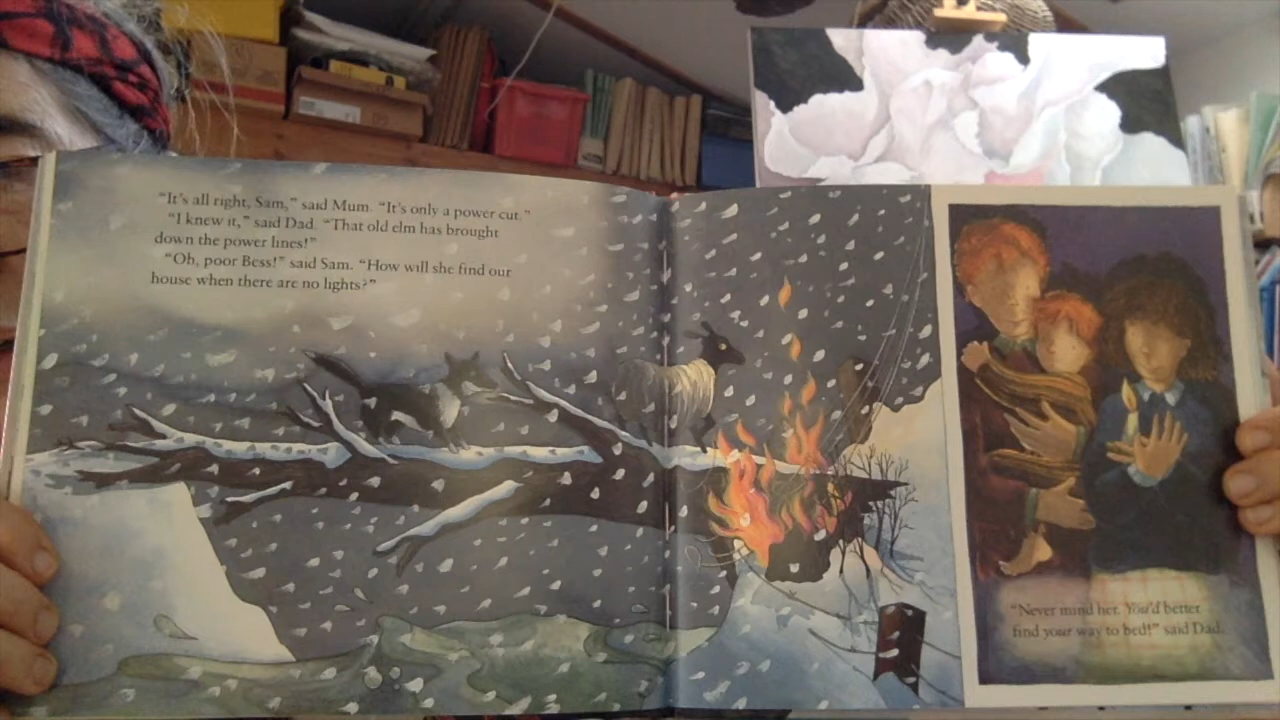 “It’s all right, Sam,” said Mum. “It’s only a power cut.”
“I knew it,” said Dad. “That old elm has brought
down the power lines!”
“Oh, poor Bess!” said Sam. “How will she find our
house when there are no lights?”
“Never mind her. You’d better
find your way to bed!” said Dad.